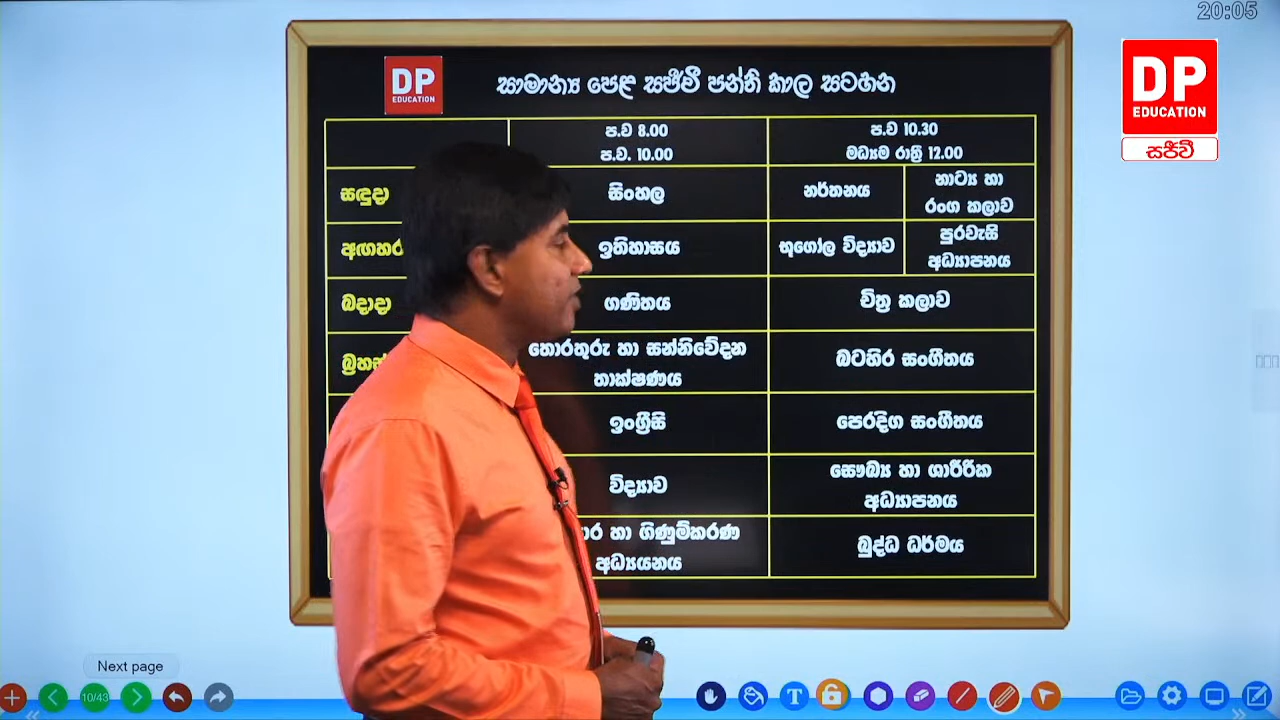 20:05
DP
EDUCATION
සජීවී
DP
EDUCATION
සාමාන්‍ය පෙළ සජීවී පන්ති කාල සටහන
ප.ව 8.00
ප.ව. 10.00
ප.ව 10.30
මධ්‍යම රාත්‍රී 12.00
සඳුදා
සිංහල
නර්තනය
නාට්‍ය හා
රංග කලාව
අඟහරු
ඉතිහාසය
භූගෝල විද්‍යාව
පුරවැසි
අධ්‍යාපනය
බදාදා
ගණිතය
චිත්‍ර කලාව
තොරතුරු හා සන්නිවේදන
තාක්ෂණය
බටහිර සංගීතය
ඉංග්‍රීසි
පෙරදිග සංගීතය
විද්‍යාව
සෞඛ්‍ය හා ශාරීරික
අධ්‍යාපනය
හා ගිණුම්කරණ
අධ්‍යයනය
බුද්ධ ධර්මය
Next page
10/43
T